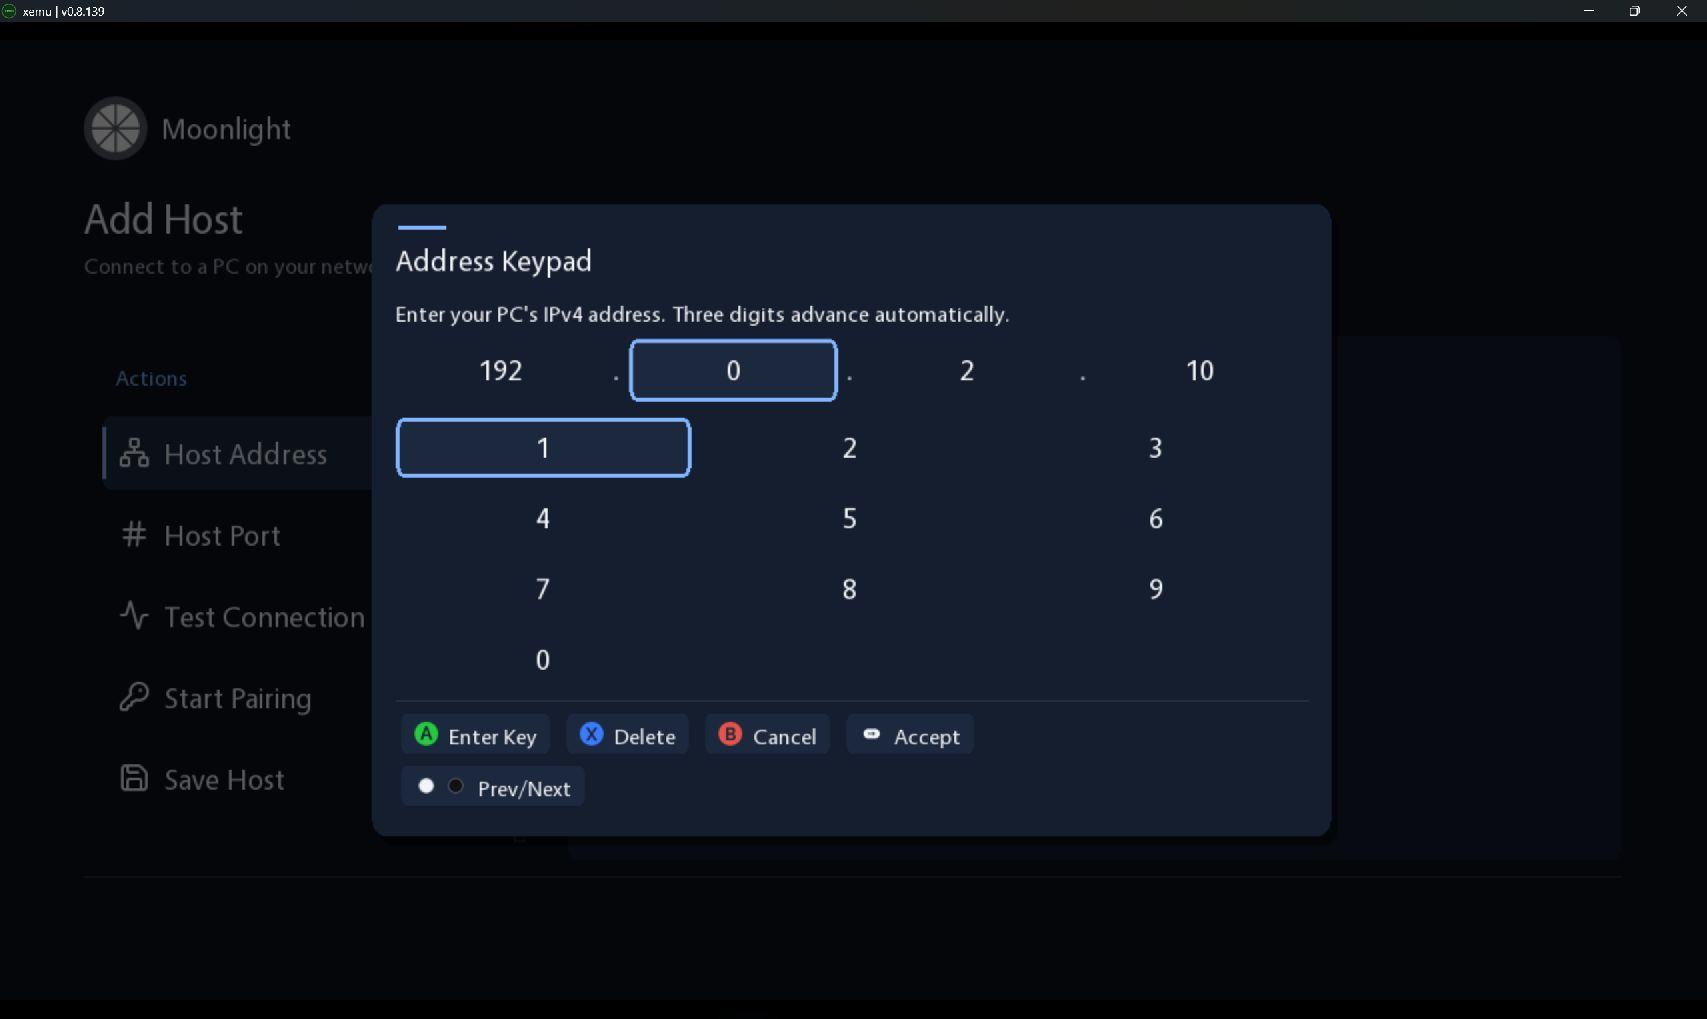 xemu | v0.8.139
Moonlight
Add Host
Connect to a PC on your netw
Address Keypad
Enter your PC's IPv4 address. Three digits advance automatically.
192 . 0 . 2 . 10
Actions
Host Address
Host Port
Test Connection
Start Pairing
Save Host
1 2 3
4 5 6
7 8 9
0
A Enter Key X Delete B Cancel Accept
Prev/Next